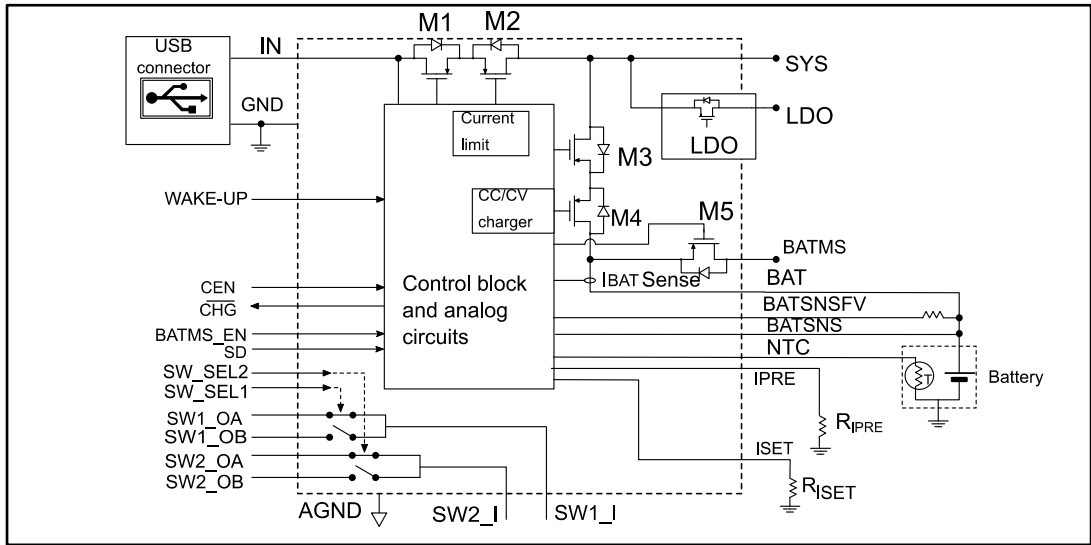 M1
M2
USB
connector
IN
SYS
GND
LDO
Current
limit
LDO
M3
WAKE-UP
CC/CV
charger
M4
M5
BATMS
Control block
and analog
circuits
IBAT Sense
BAT
CEN
CHG
BATSNSFV
BATMS_EN
BATSNS
SD
NTC
SW_SEL2
IPRE
T
Battery
SW_SEL1
SW1_OA
SW1_OB
RIPRE
SW2_OA
ISET
SW2_OB
RISET
AGND
SW2_I
SW1_I